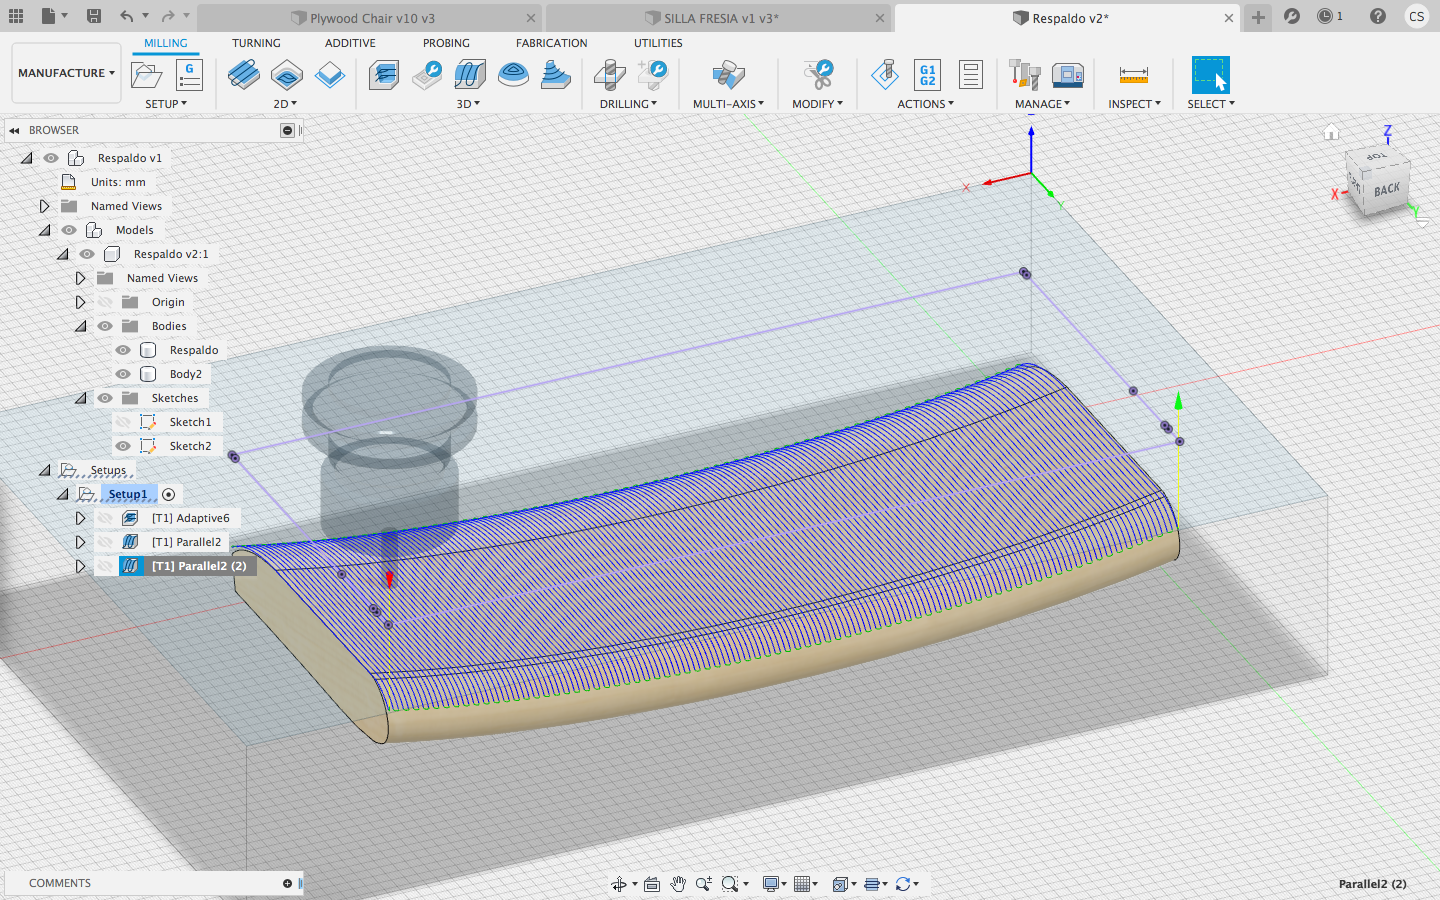 Plywood Chair v10 v3
SILLA FRESIA v1 v3*
Respaldo v2*
1
CS
MANUFACTURE
MILLING
TURNING
ADDITIVE
PROBING
FABRICATION
UTILITIES
G
G1
G2
SETUP
2D
3D
DRILLING
MULTI-AXIS
MODIFY
ACTIONS
MANAGE
INSPECT
SELECT
BROWSER
Respaldo v1
Units: mm
Named Views
Models
Respaldo v2:1
Named Views
Origin
Bodies
Respaldo
Body2
Sketches
Sketch1
Sketch2
Setups
Setup1
[T1] Adaptive6
[T1] Parallel2
[T1] Parallel2 (2)
X
Y
Z
TOP
BACK
X
Y
COMMENTS
Parallel2 (2)